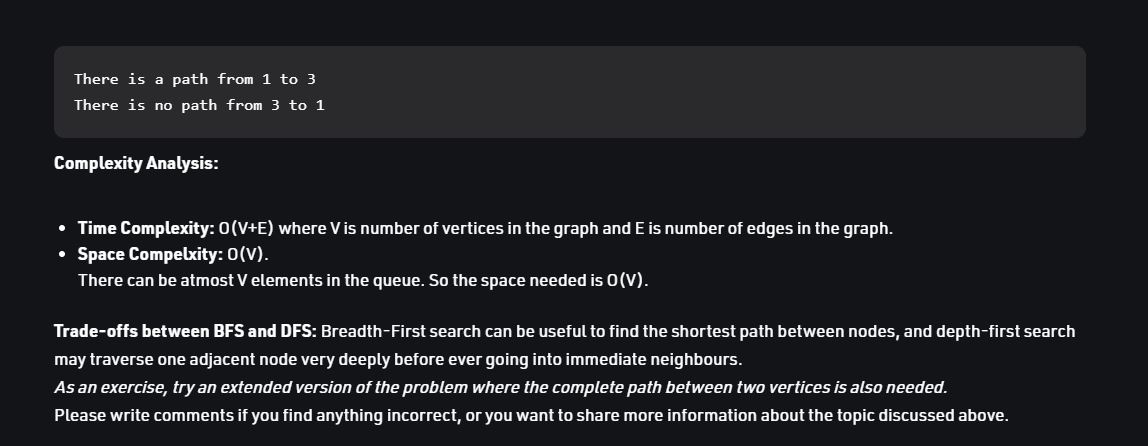 There is a path from 1 to 3
There is no path from 3 to 1
Complexity Analysis:
• Time Complexity: O(V+E) where V is number of vertices in the graph and E is number of edges in the graph.
• Space Compelxity: O(V).
There can be atmost V elements in the queue. So the space needed is O(V).
Trade-offs between BFS and DFS: Breadth-First search can be useful to find the shortest path between nodes, and depth-first search
may traverse one adjacent node very deeply before ever going into immediate neighbours.
As an exercise, try an extended version of the problem where the complete path between two vertices is also needed.
Please write comments if you find anything incorrect, or you want to share more information about the topic discussed above.